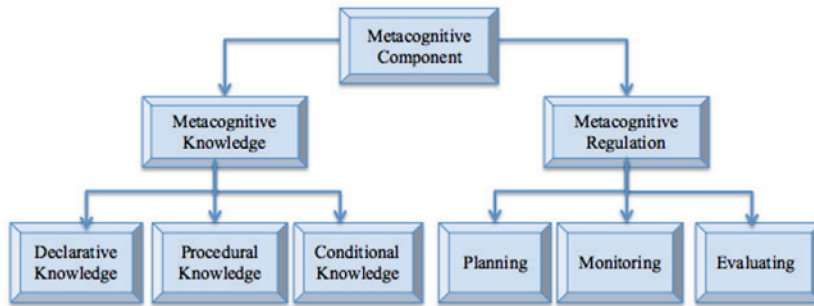 Metacognitive
Component
Metacognitive
Knowledge
Metacognitive
Regulation
Declarative
Knowledge
Procedural
Knowledge
Conditional
Knowledge
Planning
Monitoring
Evaluating